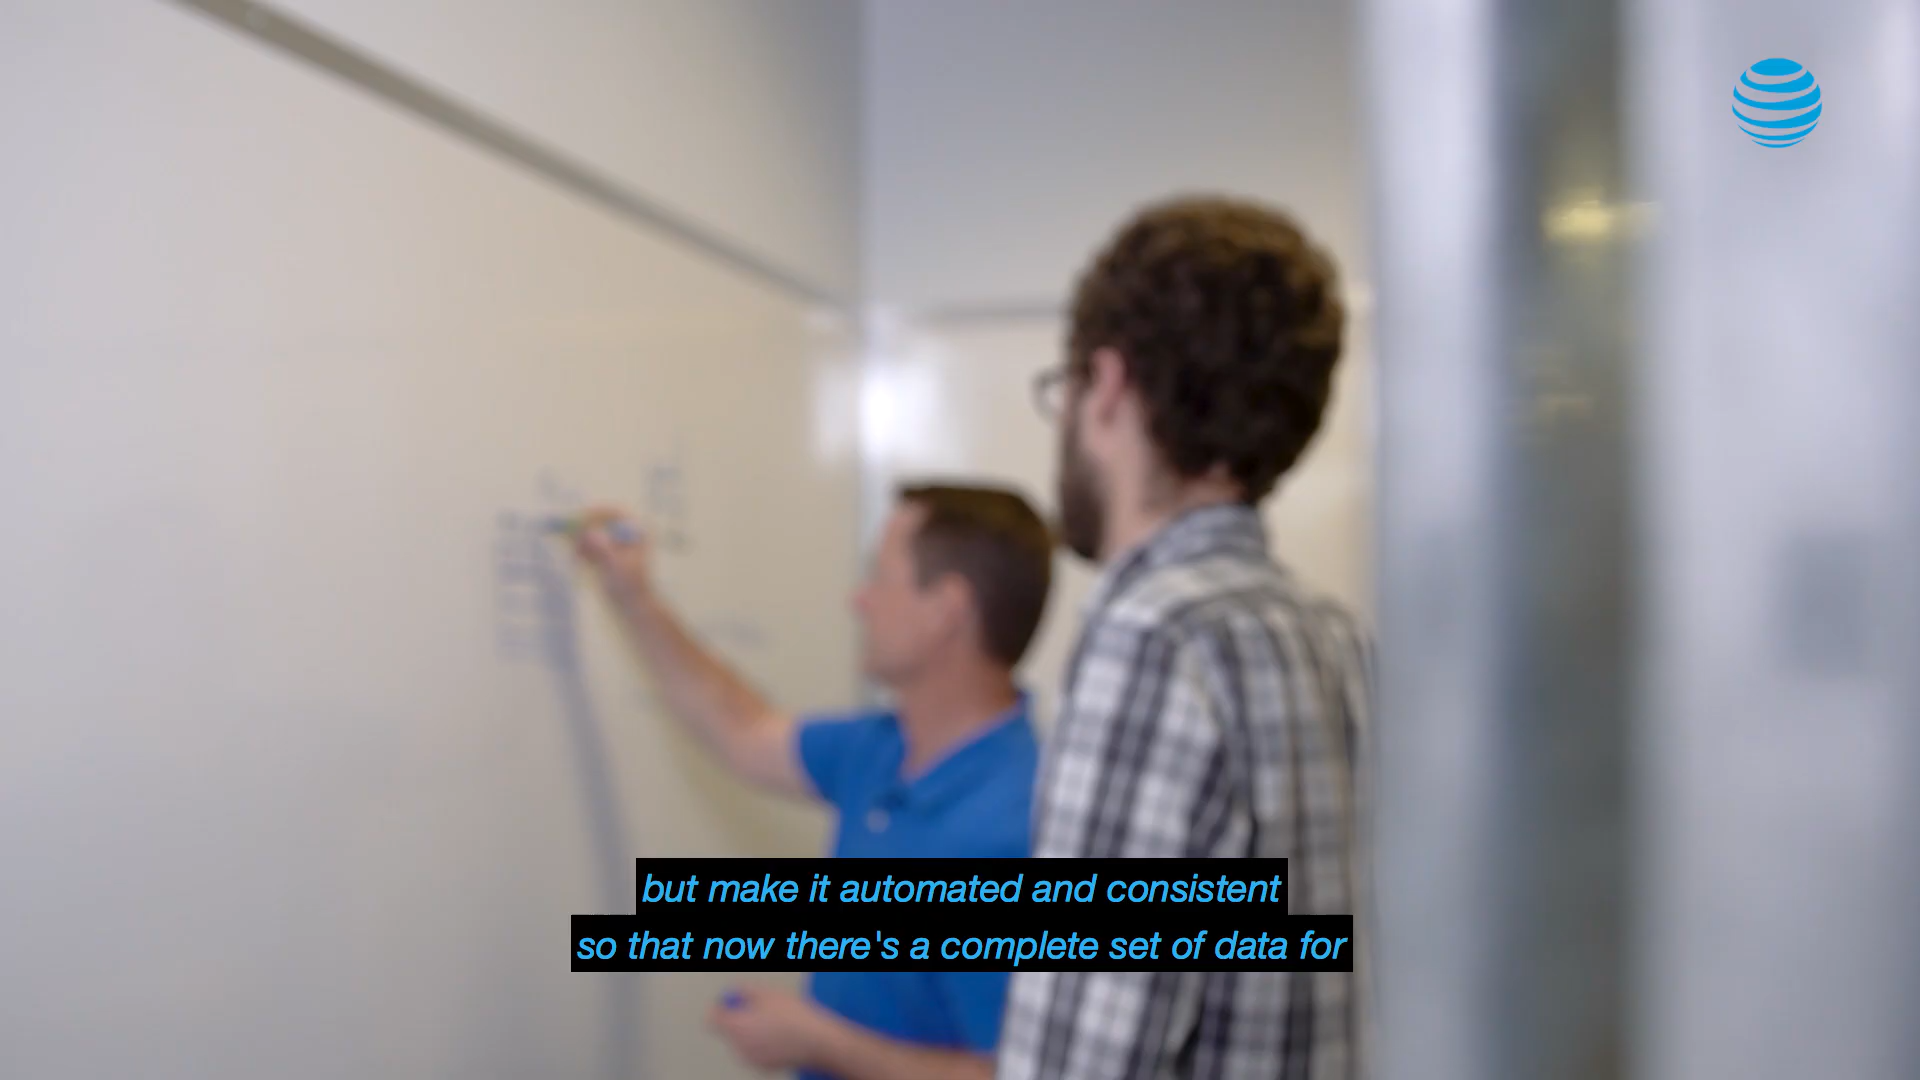 but make it automated and consistent
so that now there's a complete set of data for